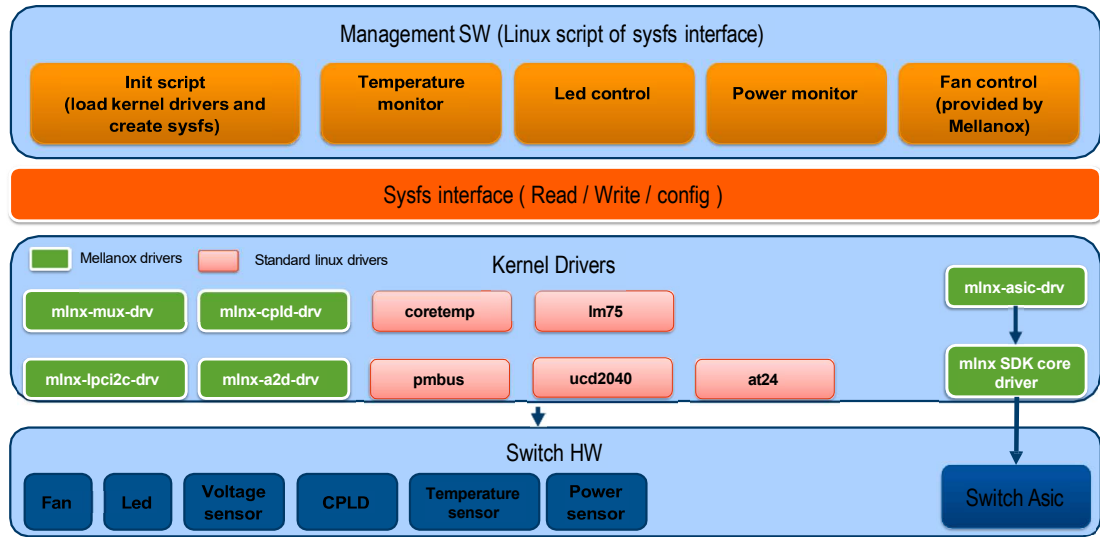 Management SW (Linux script of sysfs interface)
Init script
(load kernel drivers and
create sysfs)
Temperature
monitor
Led control
Power monitor
Fan control
(provided by
Mellanox)
Sysfs interface ( Read / Write / config )
Mellanox drivers
Standard linux drivers
Kernel Drivers
mlnx-mux-drv
mlnx-cpld-drv
coretemp
lm75
mlnx-asic-drv
mlnx-lpci2c-drv
mlnx-a2d-drv
pmbus
ucd2040
at24
mlnx SDK core
driver
Switch HW
Fan
Led
Voltage
sensor
CPLD
Temperature
sensor
Power
sensor
Switch Asic